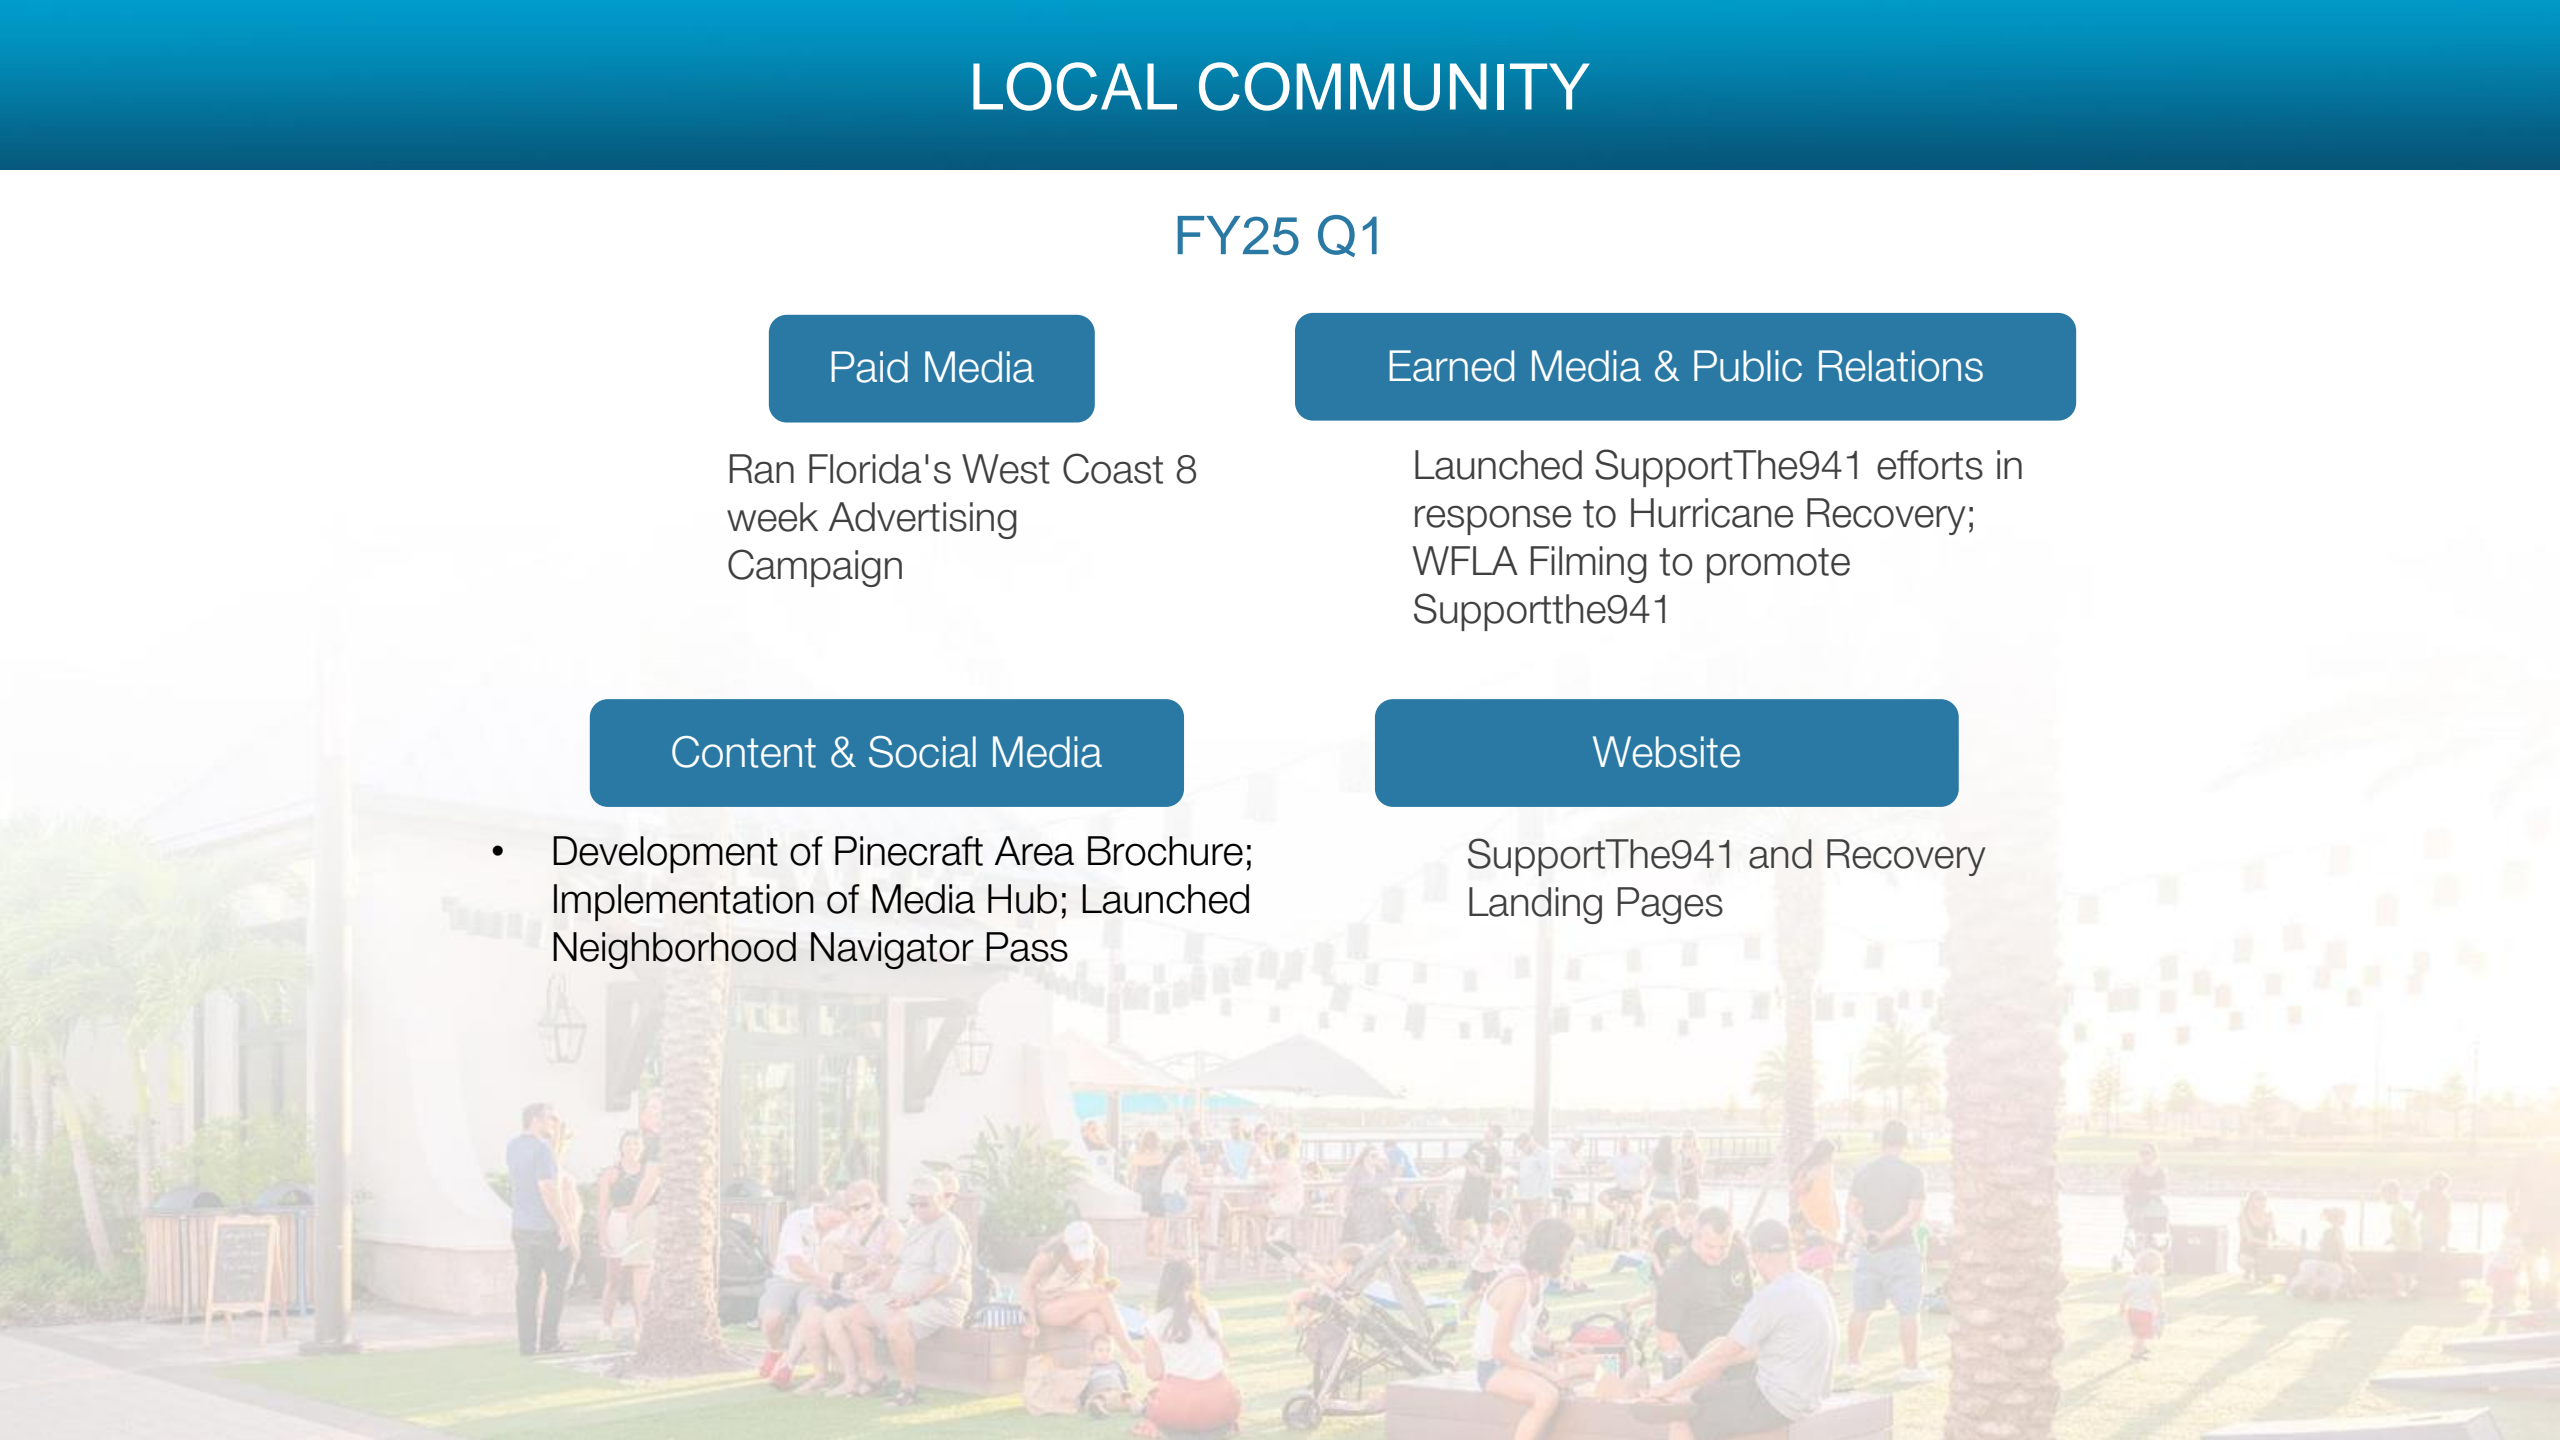 LOCAL COMMUNITY
FY25 Q1
Paid Media
Ran Florida's West Coast 8
week Advertising
Campaign
Earned Media & Public Relations
Launched SupportThe941 efforts in
response to Hurricane Recovery;
WFLA Filming to promote
Supportthe941
Content & Social Media
• Development of Pinecraft Area Brochure;
Implementation of Media Hub; Launched
Neighborhood Navigator Pass
Website
SupportThe941 and Recovery
Landing Pages